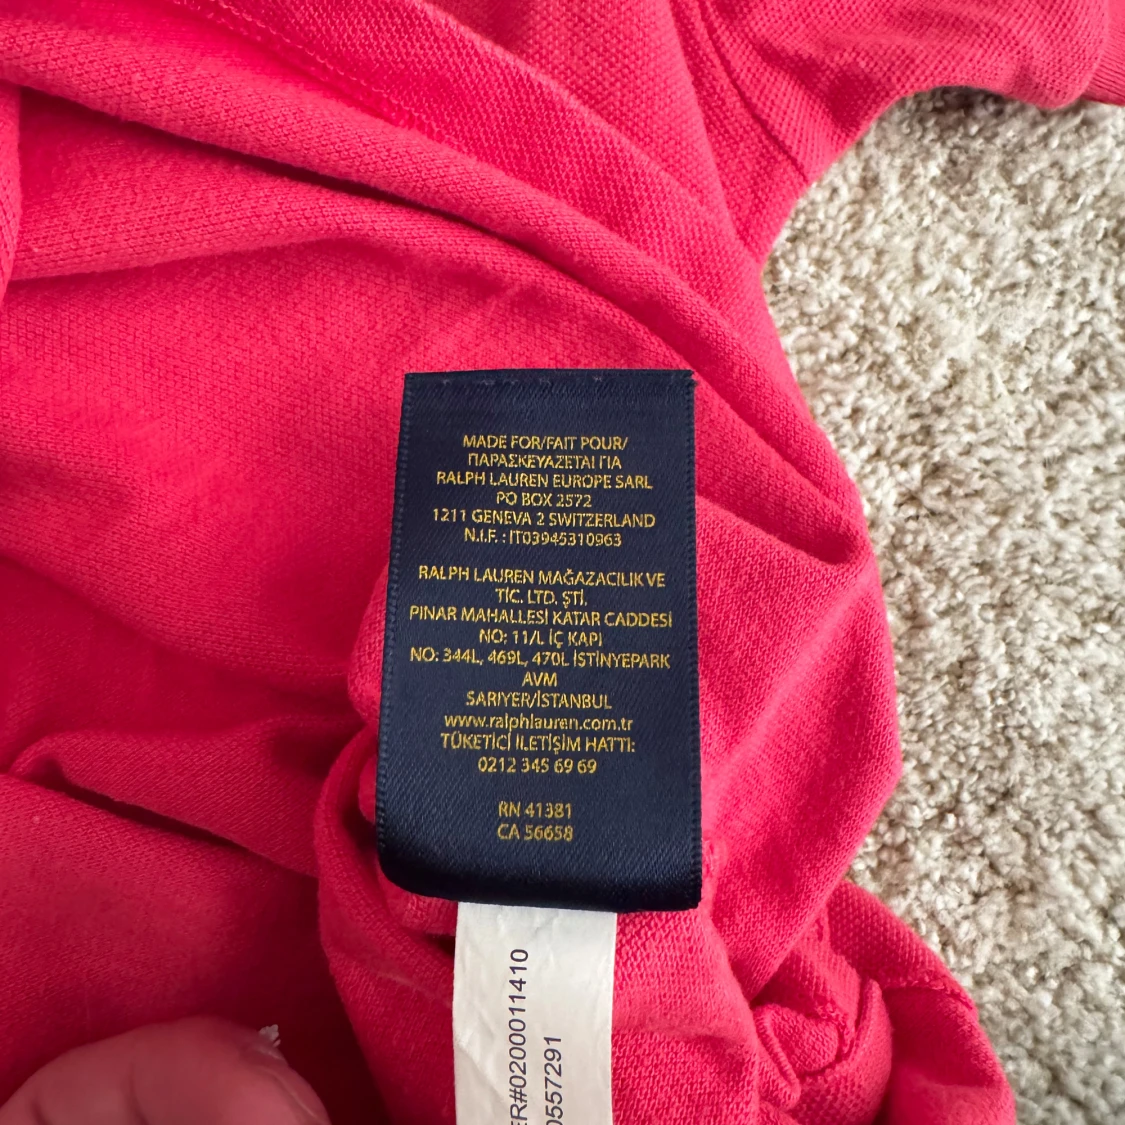 MADE FOR/FAIT POUR/
ΠΑΡΑΣΚΕΥΑΖΕΤΑΙ ΓΙΑ
RALPH LAUREN EUROPE SARL
PO BOX 2572
1211 GENEVA 2 SWITZERLAND
N.I.F. : IT03945310963
RALPH LAUREN MAĞAZACILIK VE
TİC. LTD. ŞTİ.
PINAR MAHALLESİ KATAR CADDESİ
NO: 11/L İÇ KAPI
NO: 344L, 469L, 470L İSTİNYEPARK
AVM
SARIYER/İSTANBUL
www.ralphlauren.com.tr
TÜKETİCİ İLETİŞİM HATTI:
0212 345 69 69
RN 41381
CA 56658
ER#0200011410
0557291